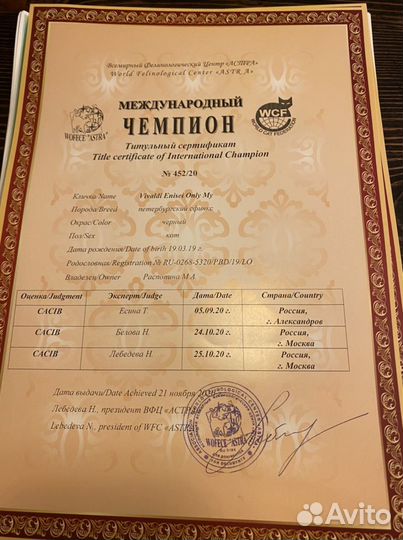 Всемирный Фелинологический Центр «АСТРА»
World Felinological Center «ASTRA»
МЕЖДУНАРОДНЫЙ
ЧЕМПИОН
WOFECE "ASTRA"
WCF
WORLD CAT FEDERATION
Титульный сертификат
Title certificate of International Champion
№ 452/20
Кличка/Name Vivaldi Enisei Only My
Порода/Breed петербургский сфинкс
Окрас/Color черный
Пол/Sex кот
Дата рождения/Date of birth 19.03.19 г.
Родословная/Registration № RU-0268-5320/PBD/19/LO
Владелец/Owner Распопина М.А.
Оценка/Judgment Эксперт/Judge Дата/Date Страна/Country
CACIB Есина Т. 05.09.20 г. Россия,
г. Александров
CACIB Белова Н. 24.10.20 г. Россия,
г. Москва
CACIB Лебедева Н. 25.10.20 г. Россия,
г. Москва
Дата выдачи/Date Achieved 21 ноября
Лебедева Н., президент ВФЦ «АСТРА»
Lebedeva N., president of WFC «ASTRA»
WOFECE "ASTRA"
Avito